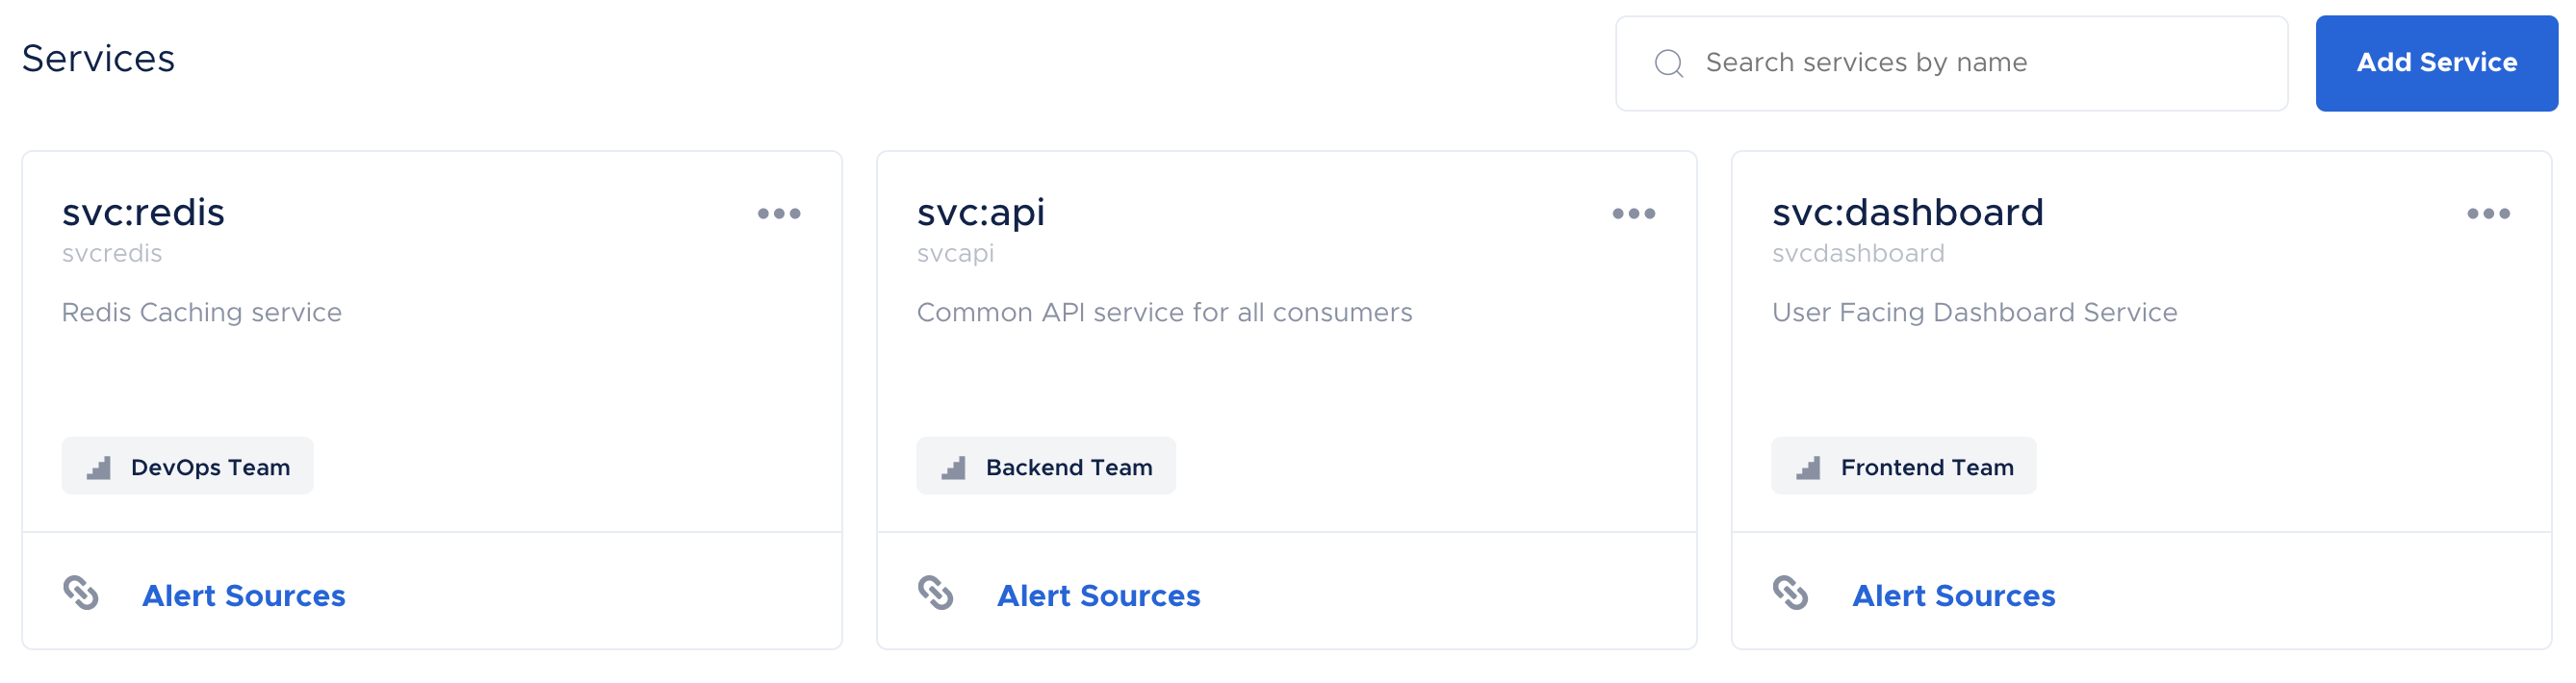 Services
Search services by name
Add Service
svc:redis
svcredis
Redis Caching service
DevOps Team
Alert Sources
svc:api
svcapi
Common API service for all consumers
Backend Team
Alert Sources
svc:dashboard
svcdashboard
User Facing Dashboard Service
Frontend Team
Alert Sources